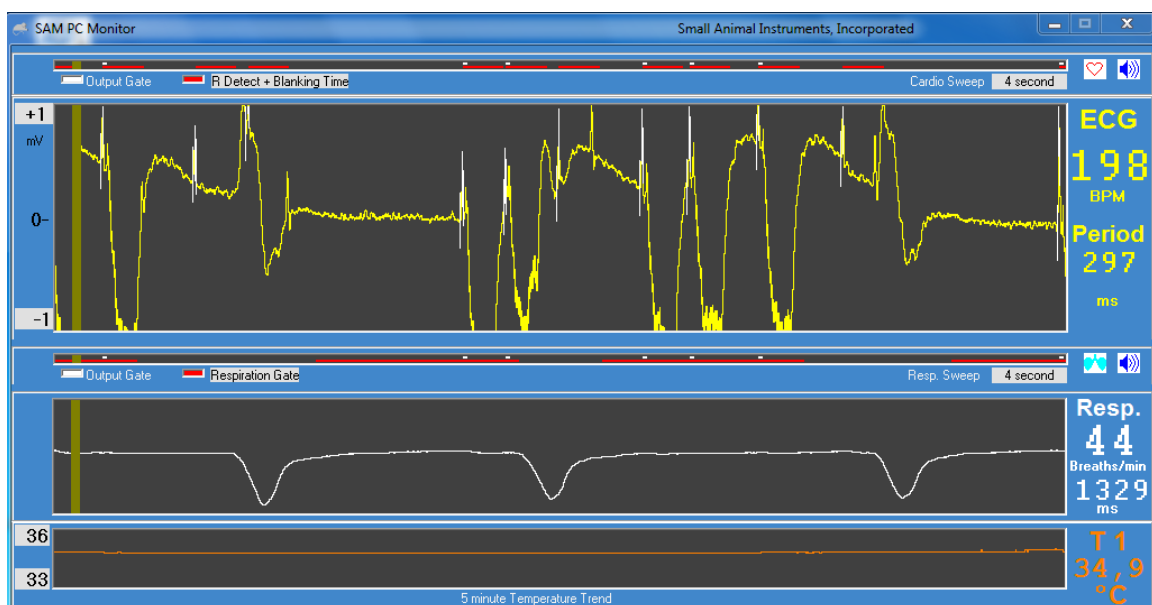 SAM PC Monitor Small Animal Instruments, Incorporated
Output Gate R Detect + Blanking Time Cardio Sweep 4 second
+1
mV
0-
-1
ECG
198
BPM
Period
297
ms
Output Gate Respiration Gate Resp. Sweep 4 second
Resp.
44
Breaths/min
1329
ms
36
33
T 1
34,9
°C
5 minute Temperature Trend